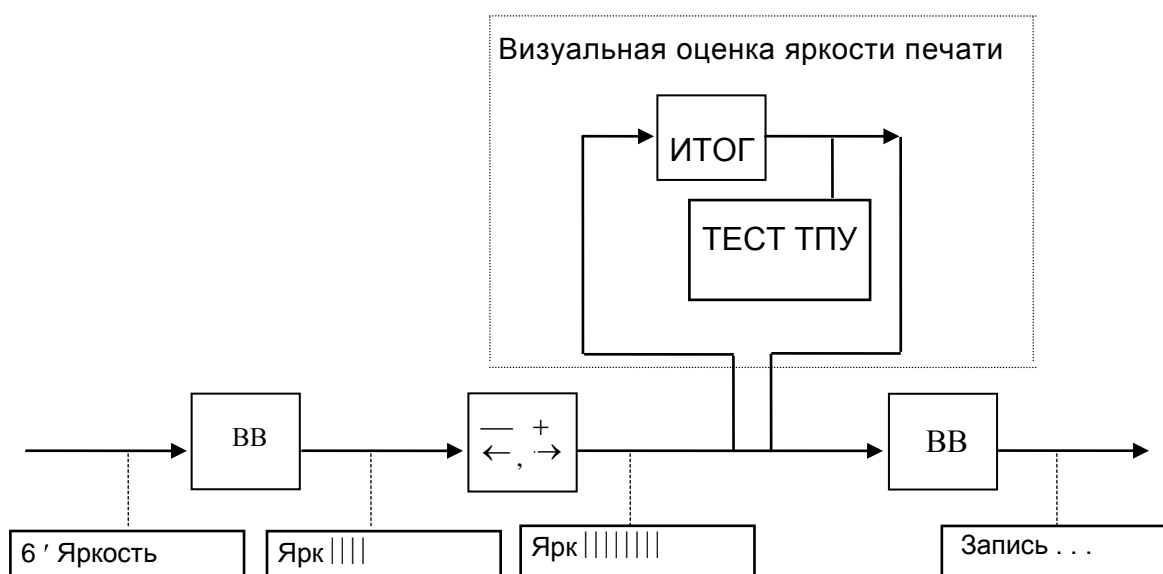 Визуальная оценка яркости печати
ИТОГ
ТЕСТ ТПУ
ВВ
— +
← , →
ВВ
6 ′ Яркость
Ярк ||||
Ярк ||||||||
Запись . . .